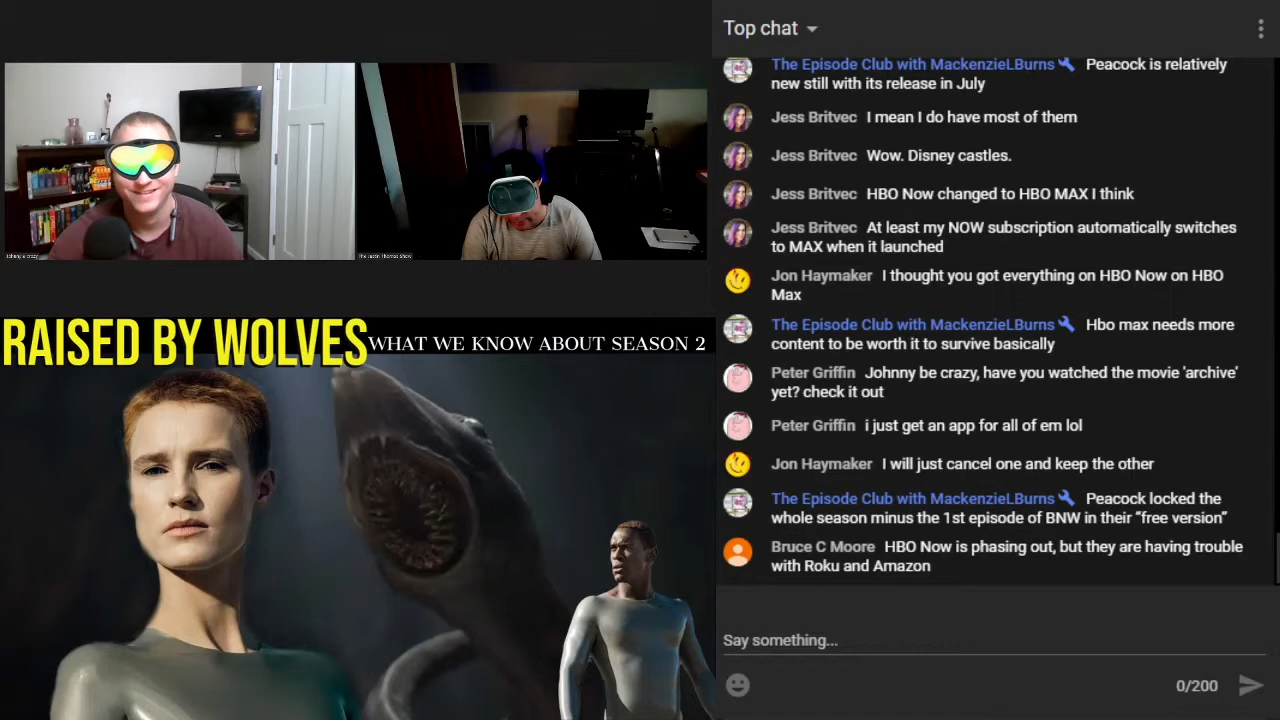 Top chat
The Episode Club with MackenzieLBurns Peacock is relatively
new still with its release in July
Jess Britvec I mean I do have most of them
Jess Britvec Wow. Disney castles.
Jess Britvec HBO Now changed to HBO MAX I think
Jess Britvec At least my NOW subscription automatically switches
to MAX when it launched
Jon Haymaker I thought you got everything on HBO Now on HBO
Max
The Episode Club with MackenzieLBurns Hbo max needs more
content to be worth it to survive basically
Peter Griffin Johnny be crazy, have you watched the movie 'archive'
yet? check it out
Peter Griffin i just get an app for all of em lol
Jon Haymaker I will just cancel one and keep the other
The Episode Club with MackenzieLBurns Peacock locked the
whole season minus the 1st episode of BNW in their “free version”
Bruce C Moore HBO Now is phasing out, but they are having trouble
with Roku and Amazon
Say something...
0/200
The Justin Thomas Show
RAISED BY WOLVES
WHAT WE KNOW ABOUT SEASON 2